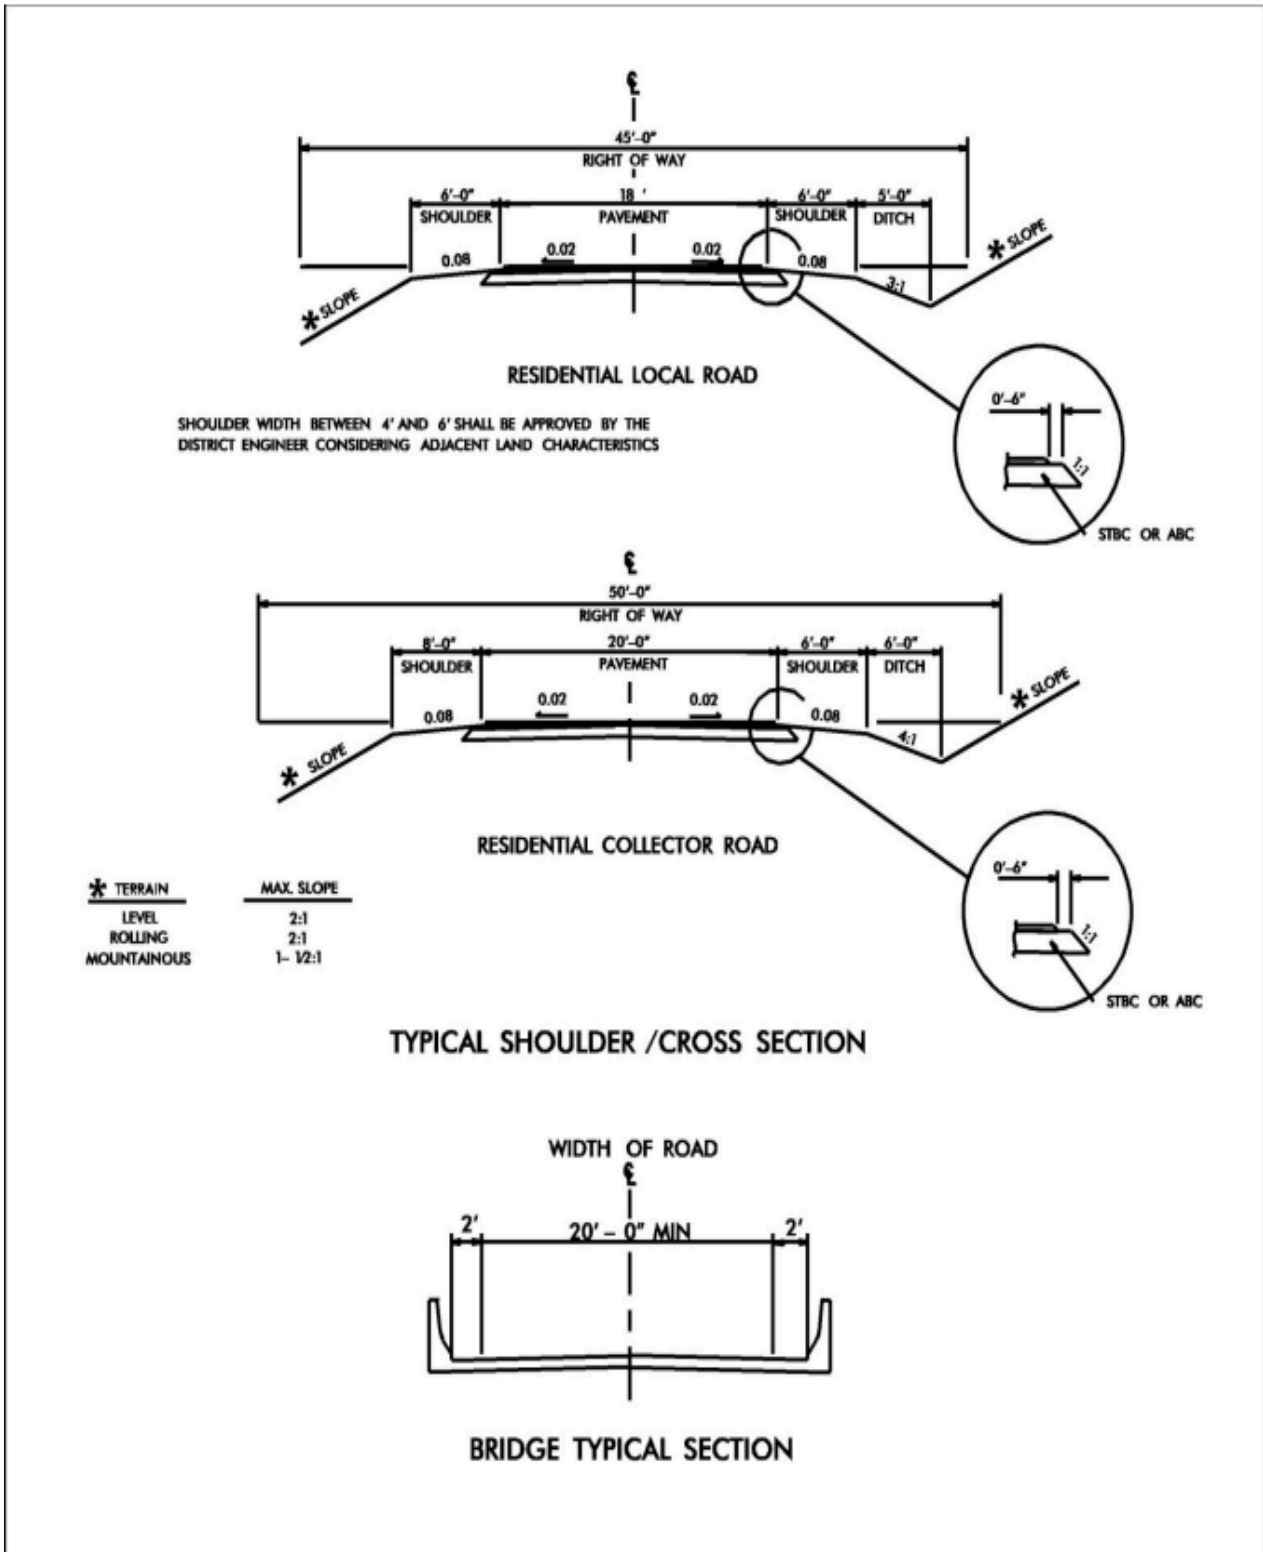 ℄
45'-0"
RIGHT OF WAY
6'-0" 18 ' 6'-0" 5'-0"
SHOULDER PAVEMENT SHOULDER DITCH
* SLOPE
0.08 0.02 0.02 0.08
3:1
* SLOPE
RESIDENTIAL LOCAL ROAD
0'-6"
SHOULDER WIDTH BETWEEN 4' AND 6' SHALL BE APPROVED BY THE
DISTRICT ENGINEER CONSIDERING ADJACENT LAND CHARACTERISTICS
1:1
STBC OR ABC
℄
50'-0"
RIGHT OF WAY
8'-0" 20'-0" 6'-0" 6'-0"
SHOULDER PAVEMENT SHOULDER DITCH
* SLOPE
0.08 0.02 0.02 0.08
4:1
* SLOPE
RESIDENTIAL COLLECTOR ROAD
0'-6"
* TERRAIN MAX. SLOPE
LEVEL 2:1
ROLLING 2:1
MOUNTAINOUS 1- 1/2:1
1:1
STBC OR ABC
TYPICAL SHOULDER /CROSS SECTION
WIDTH OF ROAD
℄
2' 20' - 0" MIN 2'
BRIDGE TYPICAL SECTION